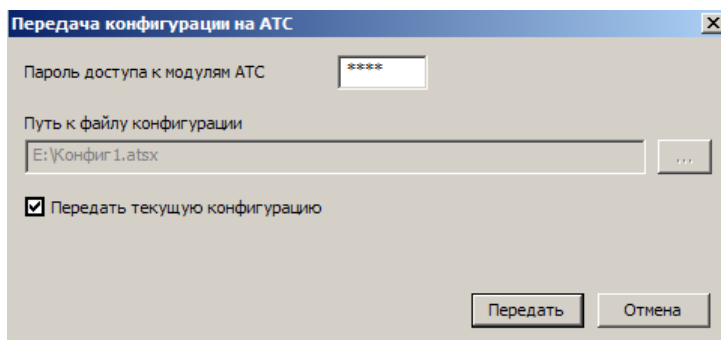 Передача конфигурации на АТС
Пароль доступа к модулям АТС ****
Путь к файлу конфигурации
E:\Конфиг1.atsx ...
Передать текущую конфигурацию
Передать Отмена